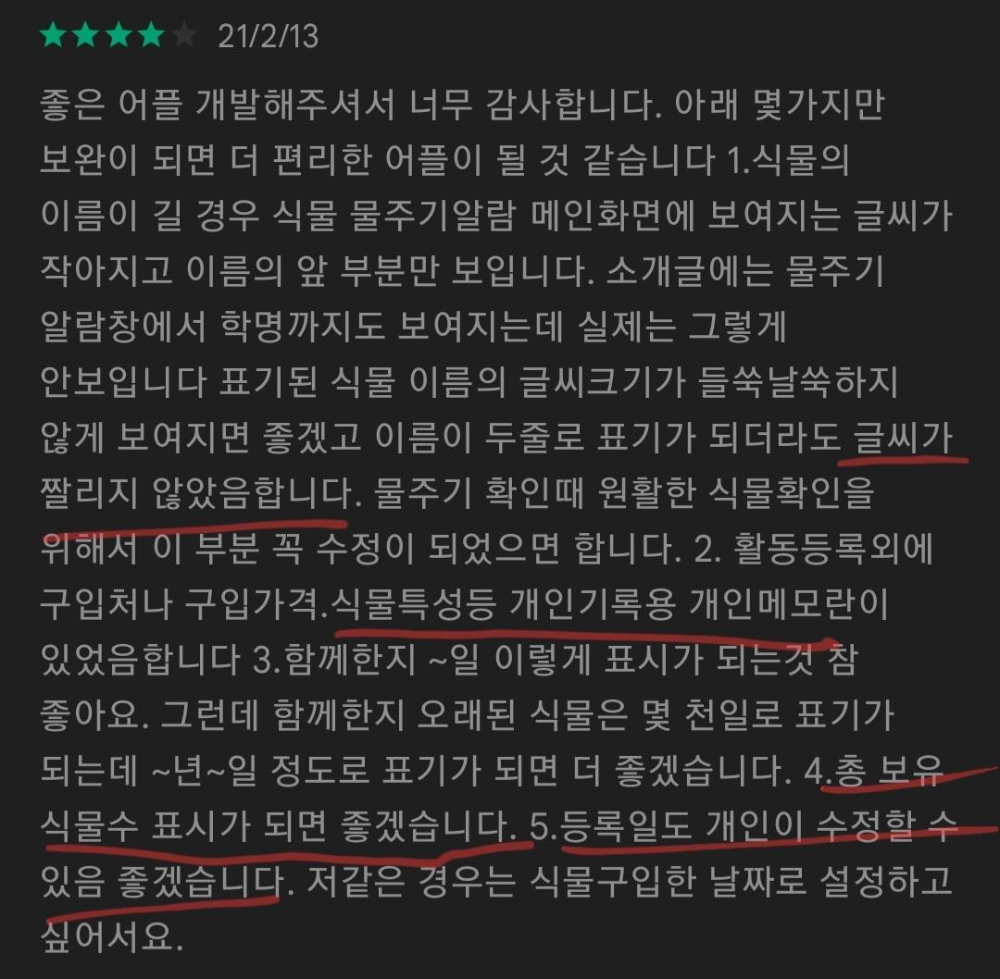 21/2/13
좋은 어플 개발해주셔서 너무 감사합니다. 아래 몇가지만
보완이 되면 더 편리한 어플이 될 것 같습니다 1.식물의
이름이 길 경우 식물 물주기알람 메인화면에 보여지는 글씨가
작아지고 이름의 앞 부분만 보입니다. 소개글에는 물주기
알람창에서 학명까지도 보여지는데 실제는 그렇게
안보입니다 표기된 식물 이름의 글씨크기가 들쑥날쑥하지
않게 보여지면 좋겠고 이름이 두줄로 표기가 되더라도 글씨가
짤리지 않았음합니다. 물주기 확인때 원활한 식물확인을
위해서 이 부분 꼭 수정이 되었으면 합니다. 2. 활동등록외에
구입처나 구입가격.식물특성등 개인기록용 개인메모란이
있었음합니다 3.함께한지 ~일 이렇게 표시가 되는것 참
좋아요. 그런데 함께한지 오래된 식물은 몇 천일로 표기가
되는데 ~년~일 정도로 표기가 되면 더 좋겠습니다. 4.총 보유
식물수 표시가 되면 좋겠습니다. 5.등록일도 개인이 수정할 수
있음 좋겠습니다. 저같은 경우는 식물구입한 날짜로 설정하고
싶어서요.